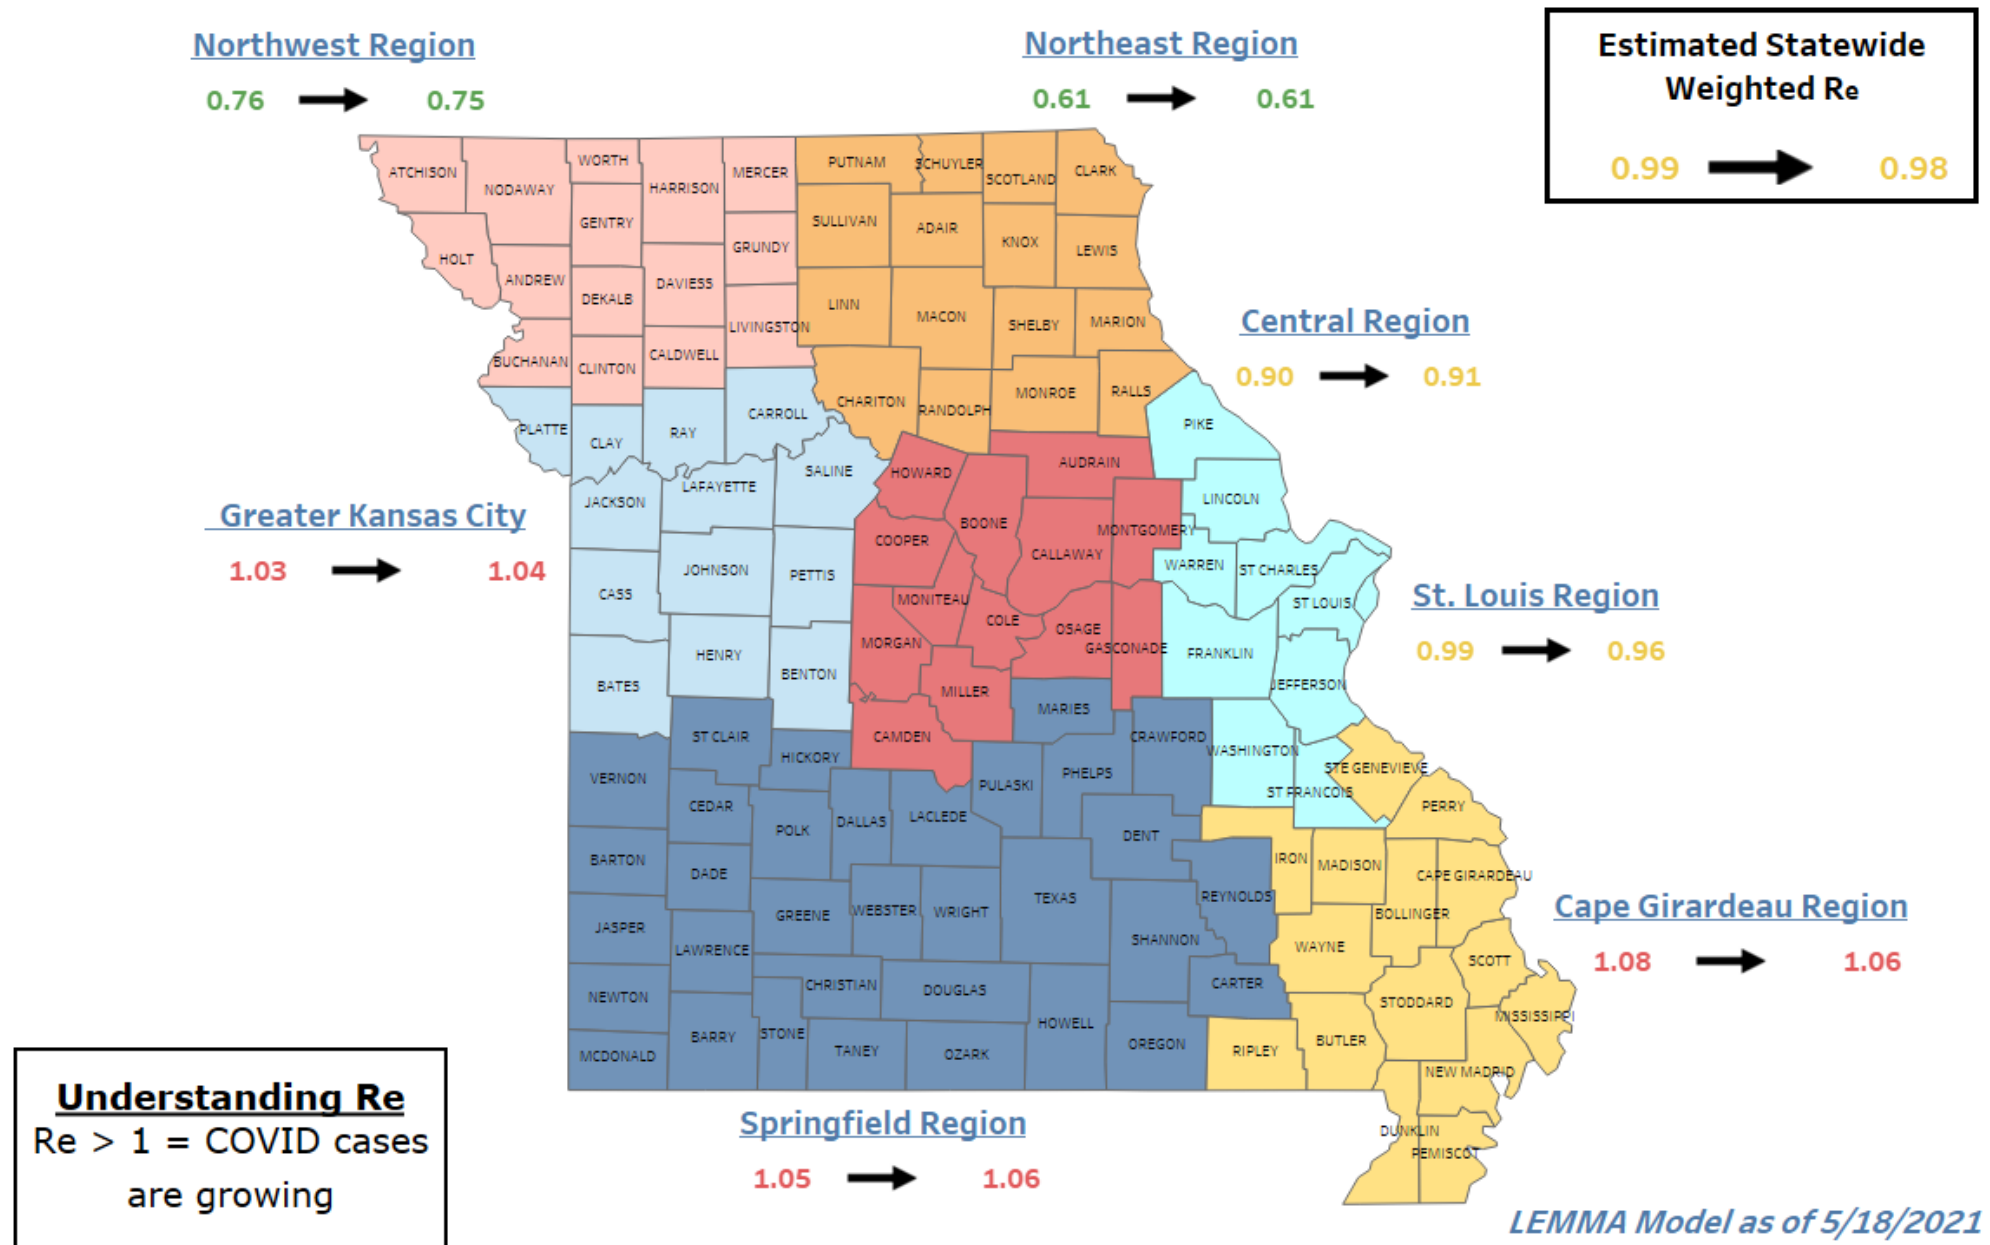 Northwest Region
0.76 0.75
Northeast Region
0.61 0.61
Estimated Statewide
Weighted Re
0.99 0.98
ATCHISON
NODAWAY
WORTH
HARRISON
MERCER
PUTNAM
SCHUYLER
SCOTLAND
CLARK
GENTRY
GRUNDY
SULLIVAN
ADAIR
KNOX
LEWIS
HOLT
ANDREW
DEKALB
DAVIESS
LIVINGSTON
LINN
MACON
SHELBY
MARION
BUCHANAN
CLINTON
CALDWELL
Central Region
0.90 0.91
CHARITON
RANDOLPH
MONROE
RALLS
PLATTE
CLAY
RAY
CARROLL
PIKE
SALINE
HOWARD
AUDRAIN
LINCOLN
Greater Kansas City
1.03 1.04
JACKSON
LAFAYETTE
BOONE
MONTGOMERY
COOPER
CALLAWAY
WARREN
ST CHARLES
CASS
JOHNSON
PETTIS
MONITEAU
COLE
OSAGE
GASCONADE
ST LOUIS
St. Louis Region
0.99 0.96
BATES
HENRY
BENTON
MORGAN
MILLER
FRANKLIN
JEFFERSON
MARIES
CAMDEN
CRAWFORD
WASHINGTON
ST CLAIR
HICKORY
STE GENEVIEVE
ST FRANCOIS
PERRY
VERNON
CEDAR
POLK
DALLAS
LACLEDE
PULASKI
PHELPS
DENT
IRON
MADISON
CAPE GIRARDEAU
BARTON
DADE
GREENE
WEBSTER
WRIGHT
TEXAS
REYNOLDS
BOLLINGER
Cape Girardeau Region
1.08 1.06
JASPER
LAWRENCE
SHANNON
WAYNE
SCOTT
NEWTON
CHRISTIAN
DOUGLAS
CARTER
STODDARD
MISSISSIPPI
MCDONALD
BARRY
STONE
TANEY
OZARK
HOWELL
OREGON
RIPLEY
BUTLER
NEW MADRID
DUNKLIN
PEMISCOT
Springfield Region
1.05 1.06
Understanding Re
Re > 1 = COVID cases
are growing
LEMMA Model as of 5/18/2021